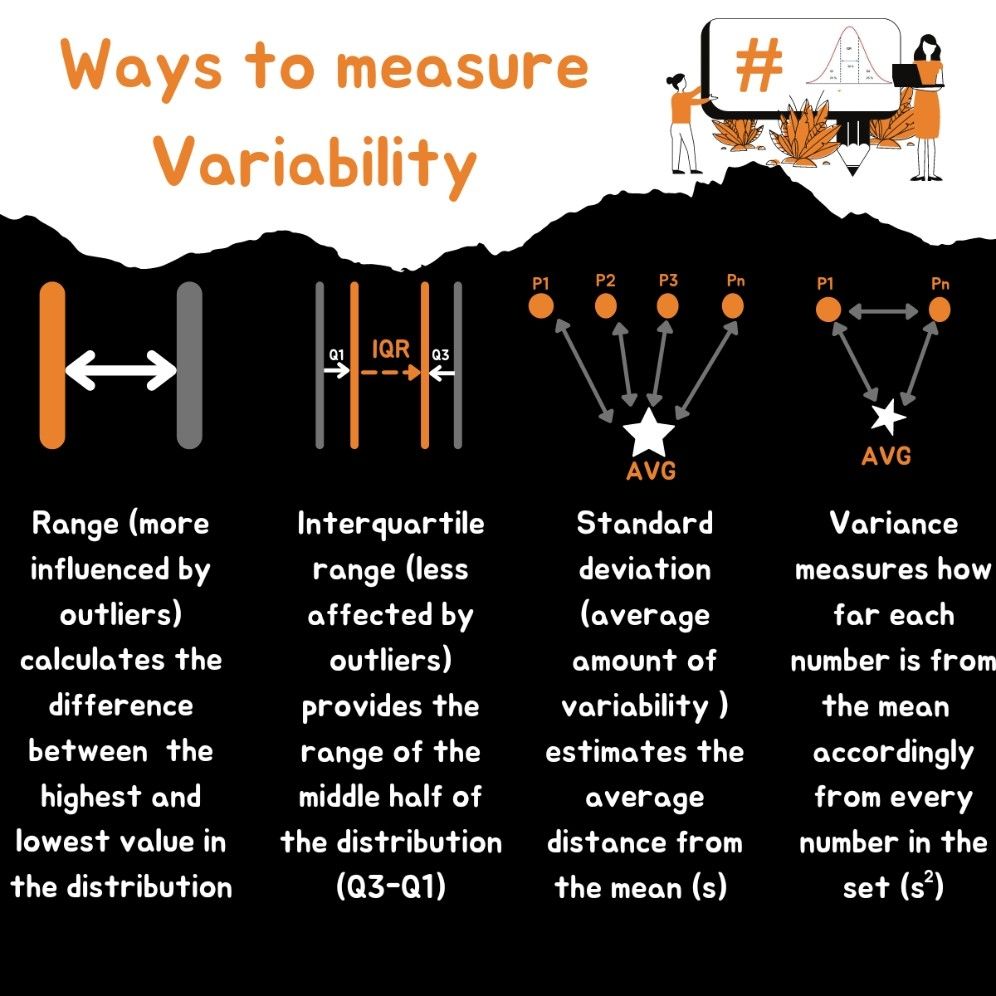 Ways to measure
Variability
#
P1
P2
P3
Pn
P1
Pn
Q1
IQR
Q3
AVG
AVG
Range (more
influenced by
outliers)
calculates the
difference
between the
highest and
lowest value in
the distribution
Interquartile
range (less
affected by
outliers)
provides the
range of the
middle half of
the distribution
(Q3-Q1)
Standard
deviation
(average
amount of
variability )
estimates the
average
distance from
the mean (s)
Variance
measures how
far each
number is from
the mean
accordingly
from every
number in the
set (s²)